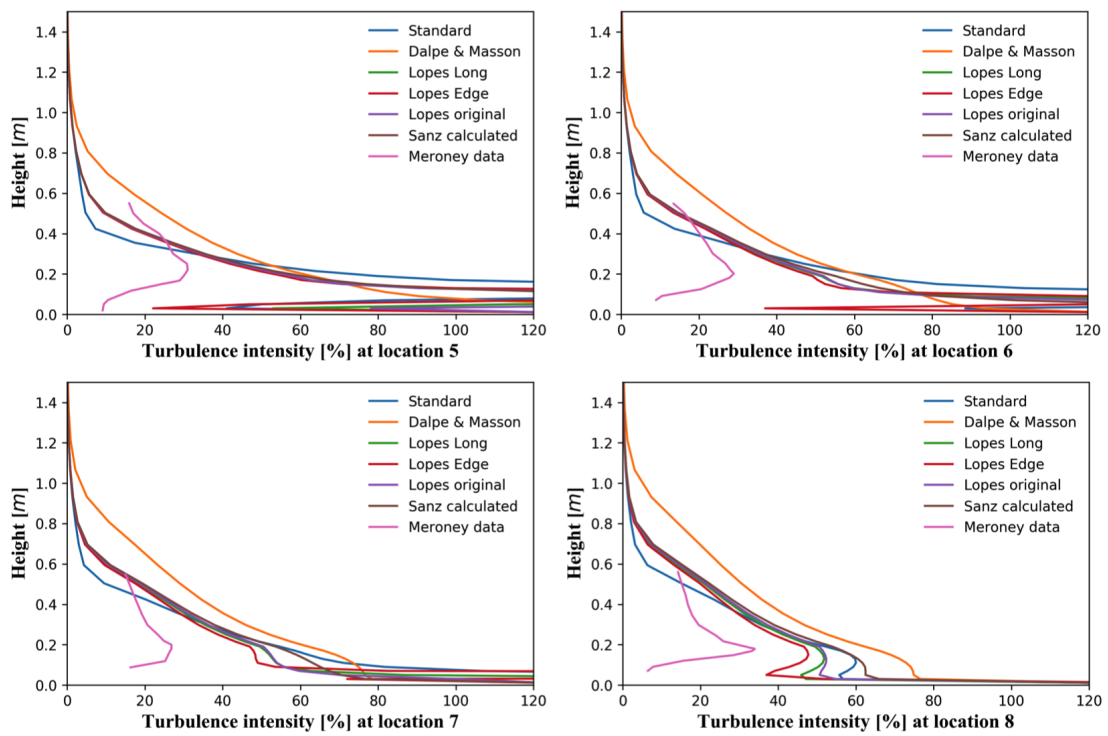 1.4
1.2
1.0
0.8
0.6
0.4
0.2
0.0
Height [m]
Standard
Dalpe & Masson
Lopes Long
Lopes Edge
Lopes original
Sanz calculated
Meroney data
0 20 40 60 80 100 120
Turbulence intensity [%] at location 5
1.4
1.2
1.0
0.8
0.6
0.4
0.2
0.0
Height [m]
Standard
Dalpe & Masson
Lopes Long
Lopes Edge
Lopes original
Sanz calculated
Meroney data
0 20 40 60 80 100 120
Turbulence intensity [%] at location 6
1.4
1.2
1.0
0.8
0.6
0.4
0.2
0.0
Height [m]
Standard
Dalpe & Masson
Lopes Long
Lopes Edge
Lopes original
Sanz calculated
Meroney data
0 20 40 60 80 100 120
Turbulence intensity [%] at location 7
1.4
1.2
1.0
0.8
0.6
0.4
0.2
0.0
Height [m]
Standard
Dalpe & Masson
Lopes Long
Lopes Edge
Lopes original
Sanz calculated
Meroney data
0 20 40 60 80 100 120
Turbulence intensity [%] at location 8